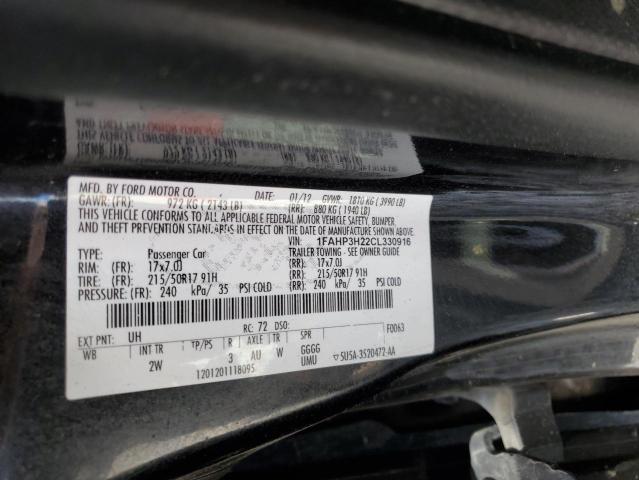 MFD. BY FORD MOTOR CO.
DATE: 01/12 GVWR: 1810 KG (3990 LB)
GAWR: (FR): 972 KG (2143 LB) (RR): 880 KG (1940 LB)
THIS VEHICLE CONFORMS TO ALL APPLICABLE FEDERAL MOTOR VEHICLE SAFETY, BUMPER,
AND THEFT PREVENTION STANDARDS IN EFFECT ON THE DATE OF MANUFACTURE SHOWN ABOVE.
VIN: 1FAHP3H22CL330916
TYPE: Passenger Car TRAILER TOWING - SEE OWNER GUIDE
RIM: (FR): 17x7.0J (RR): 17x7.0J
TIRE: (FR): 215/50R17 91H (RR): 215/50R17 91H
PRESSURE: (FR): 240 kPa/ 35 PSI COLD (RR): 240 kPa/ 35 PSI COLD
EXT PNT: UH RC: 72 DSO: F0063
WB INT TR TP/PS R AXLE TR SPR
2W 3 AU W GGGG
UMU
5U5A-3520472-AA
1201201118095